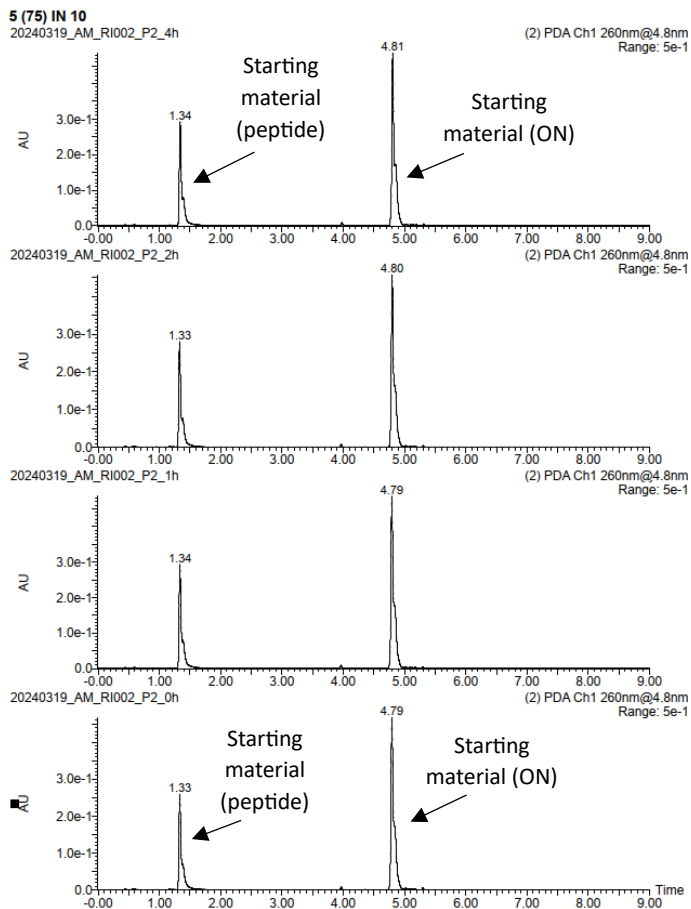 5 (75) IN 10
20240319_AM_RI002_P2_4h
(2) PDA Ch1 260nm@4.8nm
Range: 5e-1
4.81
Starting
material
(peptide)
Starting
material (ON)
1.34
3.0e-1
AU
2.0e-1
1.0e-1
0.0
-0.00 1.00 2.00 3.00 4.00 5.00 6.00 7.00 8.00 9.00
20240319_AM_RI002_P2_2h
(2) PDA Ch1 260nm@4.8nm
Range: 5e-1
4.80
1.33
3.0e-1
AU
2.0e-1
1.0e-1
0.0
-0.00 1.00 2.00 3.00 4.00 5.00 6.00 7.00 8.00 9.00
20240319_AM_RI002_P2_1h
(2) PDA Ch1 260nm@4.8nm
Range: 5e-1
4.79
1.34
3.0e-1
AU
2.0e-1
1.0e-1
0.0
-0.00 1.00 2.00 3.00 4.00 5.00 6.00 7.00 8.00 9.00
20240319_AM_RI002_P2_0h
(2) PDA Ch1 260nm@4.8nm
Range: 5e-1
4.79
Starting
material
(peptide)
Starting
material (ON)
1.33
3.0e-1
AU
2.0e-1
1.0e-1
0.0
Time
-0.00 1.00 2.00 3.00 4.00 5.00 6.00 7.00 8.00 9.00